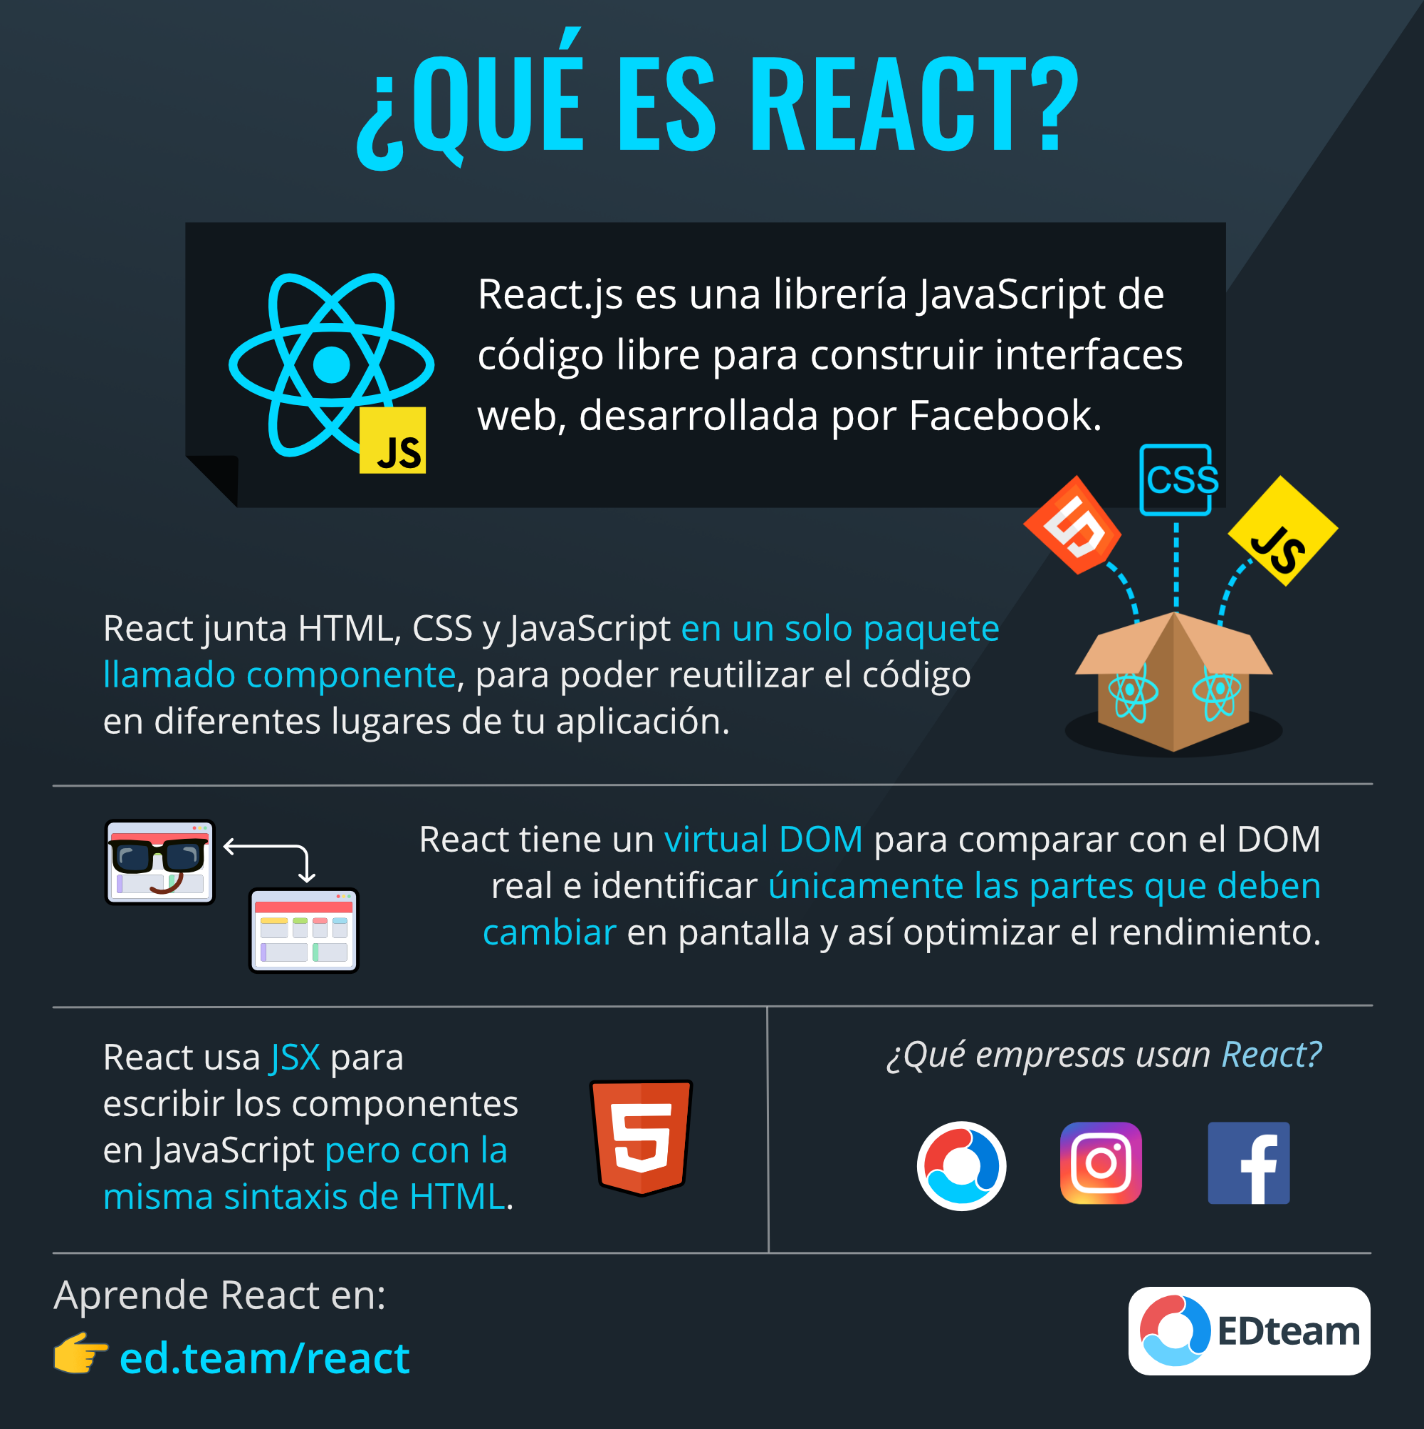 ¿QUÉ ES REACT?
React.js es una librería JavaScript de
código libre para construir interfaces
web, desarrollada por Facebook.
JS
CSS
JS
React junta HTML, CSS y JavaScript en un solo paquete
llamado componente, para poder reutilizar el código
en diferentes lugares de tu aplicación.
React tiene un virtual DOM para comparar con el DOM
real e identificar únicamente las partes que deben
cambiar en pantalla y así optimizar el rendimiento.
React usa JSX para
escribir los componentes
en JavaScript pero con la
misma sintaxis de HTML.
¿Qué empresas usan React?
Aprende React en:
ed.team/react
EDteam